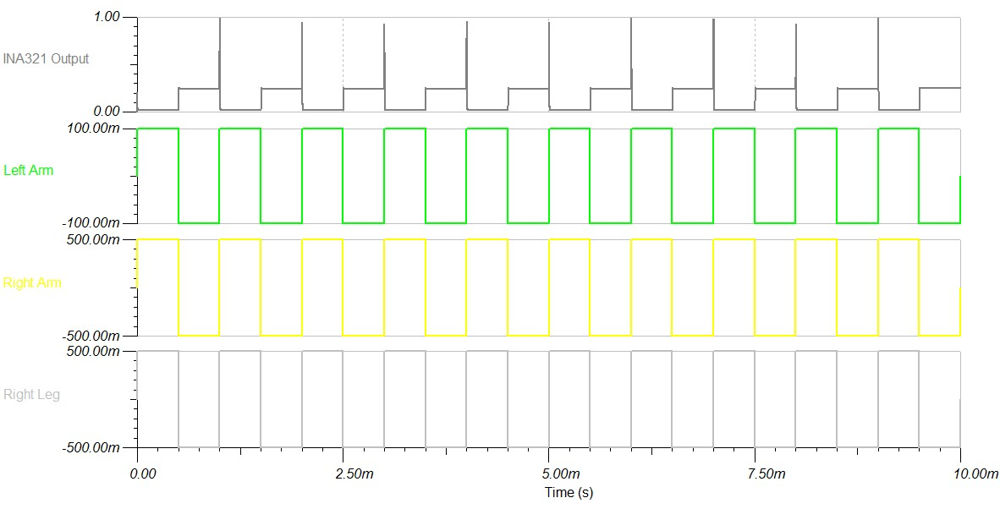 1.00
INA321 Output
0.00
100.00m
Left Arm
-100.00m
500.00m
Right Arm
-500.00m
500.00m
Right Leg
-500.00m
0.00 2.50m 5.00m 7.50m 10.00m
Time (s)